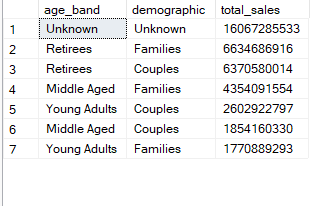 age_band demographic total_sales
1 Unknown Unknown 16067285533
2 Retirees Families 6634686916
3 Retirees Couples 6370580014
4 Middle Aged Families 4354091554
5 Young Adults Couples 2602922797
6 Middle Aged Couples 1854160330
7 Young Adults Families 1770889293